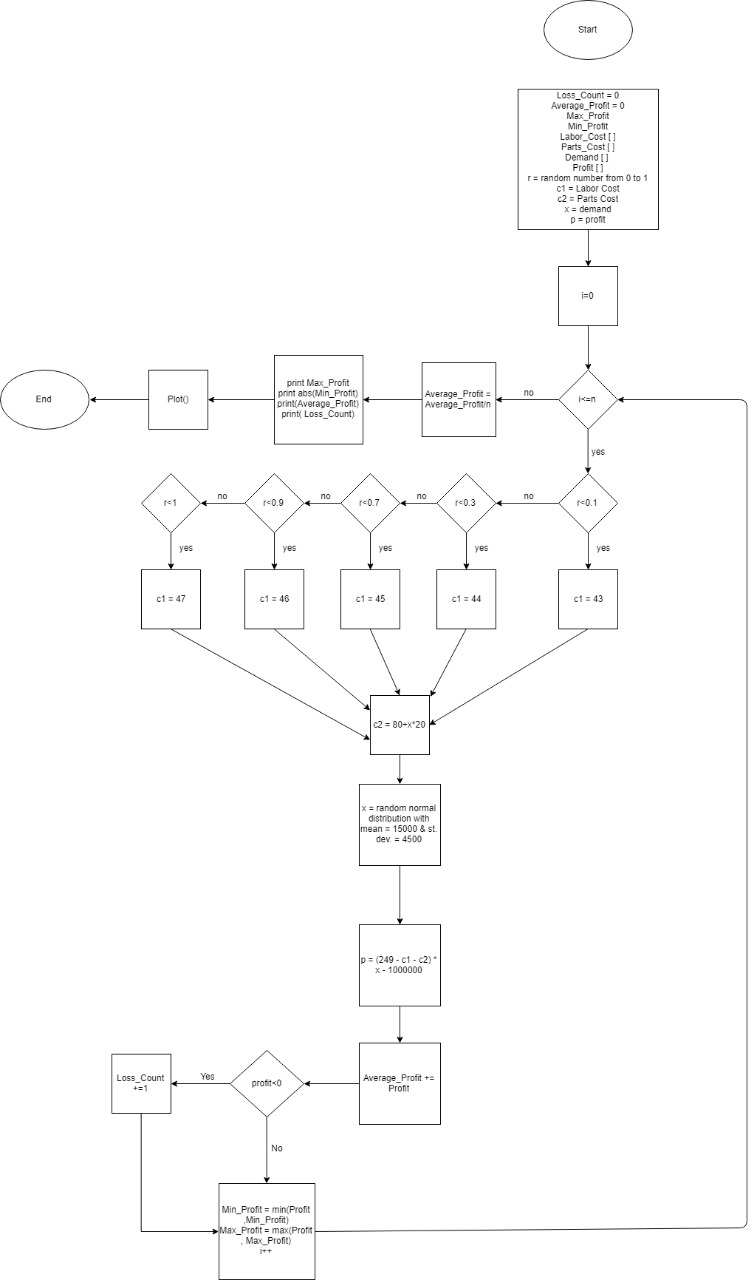 Start
Loss_Count = 0
Average_Profit = 0
Max_Profit
Min_Profit
Labor_Cost [ ]
Parts_Cost [ ]
Demand [ ]
Profit [ ]
r = random number from 0 to 1
c1 = Labor Cost
c2 = Parts Cost
x = demand
p = profit
i=0
i<=n
no
yes
Average_Profit =
Average_Profit/n
print Max_Profit
print abs(Min_Profit)
print(Average_Profit)
print( Loss_Count)
Plot()
End
r<0.1
no
yes
r<0.3
no
yes
r<0.7
no
yes
r<0.9
no
yes
r<1
yes
c1 = 47
c1 = 46
c1 = 45
c1 = 44
c1 = 43
c2 = 80+x*20
x = random normal
distribution with
mean = 15000 & st.
dev. = 4500
p = (249 - c1 - c2) *
x - 1000000
Average_Profit +=
Profit
profit<0
Yes
Loss_Count
+=1
No
Min_Profit = min(Profit
,Min_Profit)
Max_Profit = max(Profit
, Max_Profit)
i++